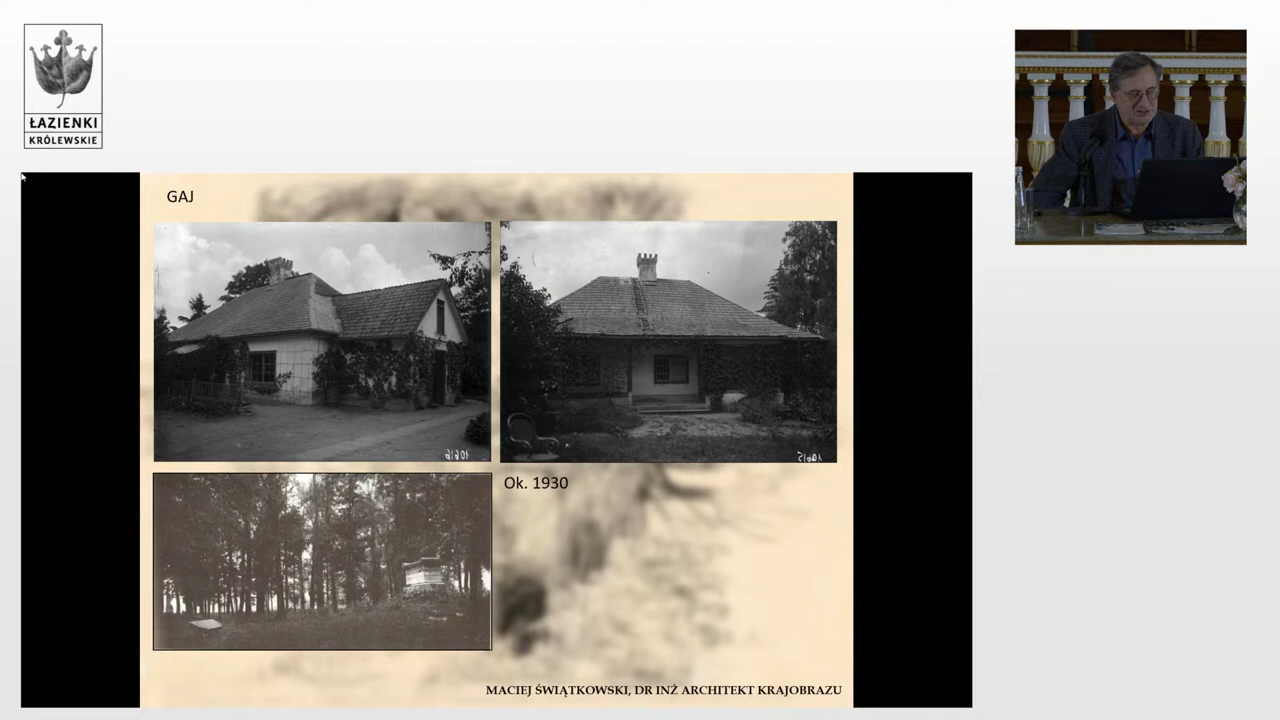 ŁAZIENKI
KRÓLEWSKIE
GAJ
Ok. 1930
MACIEJ ŚWIĄTKOWSKI, DR INŻ ARCHITEKT KRAJOBRAZU